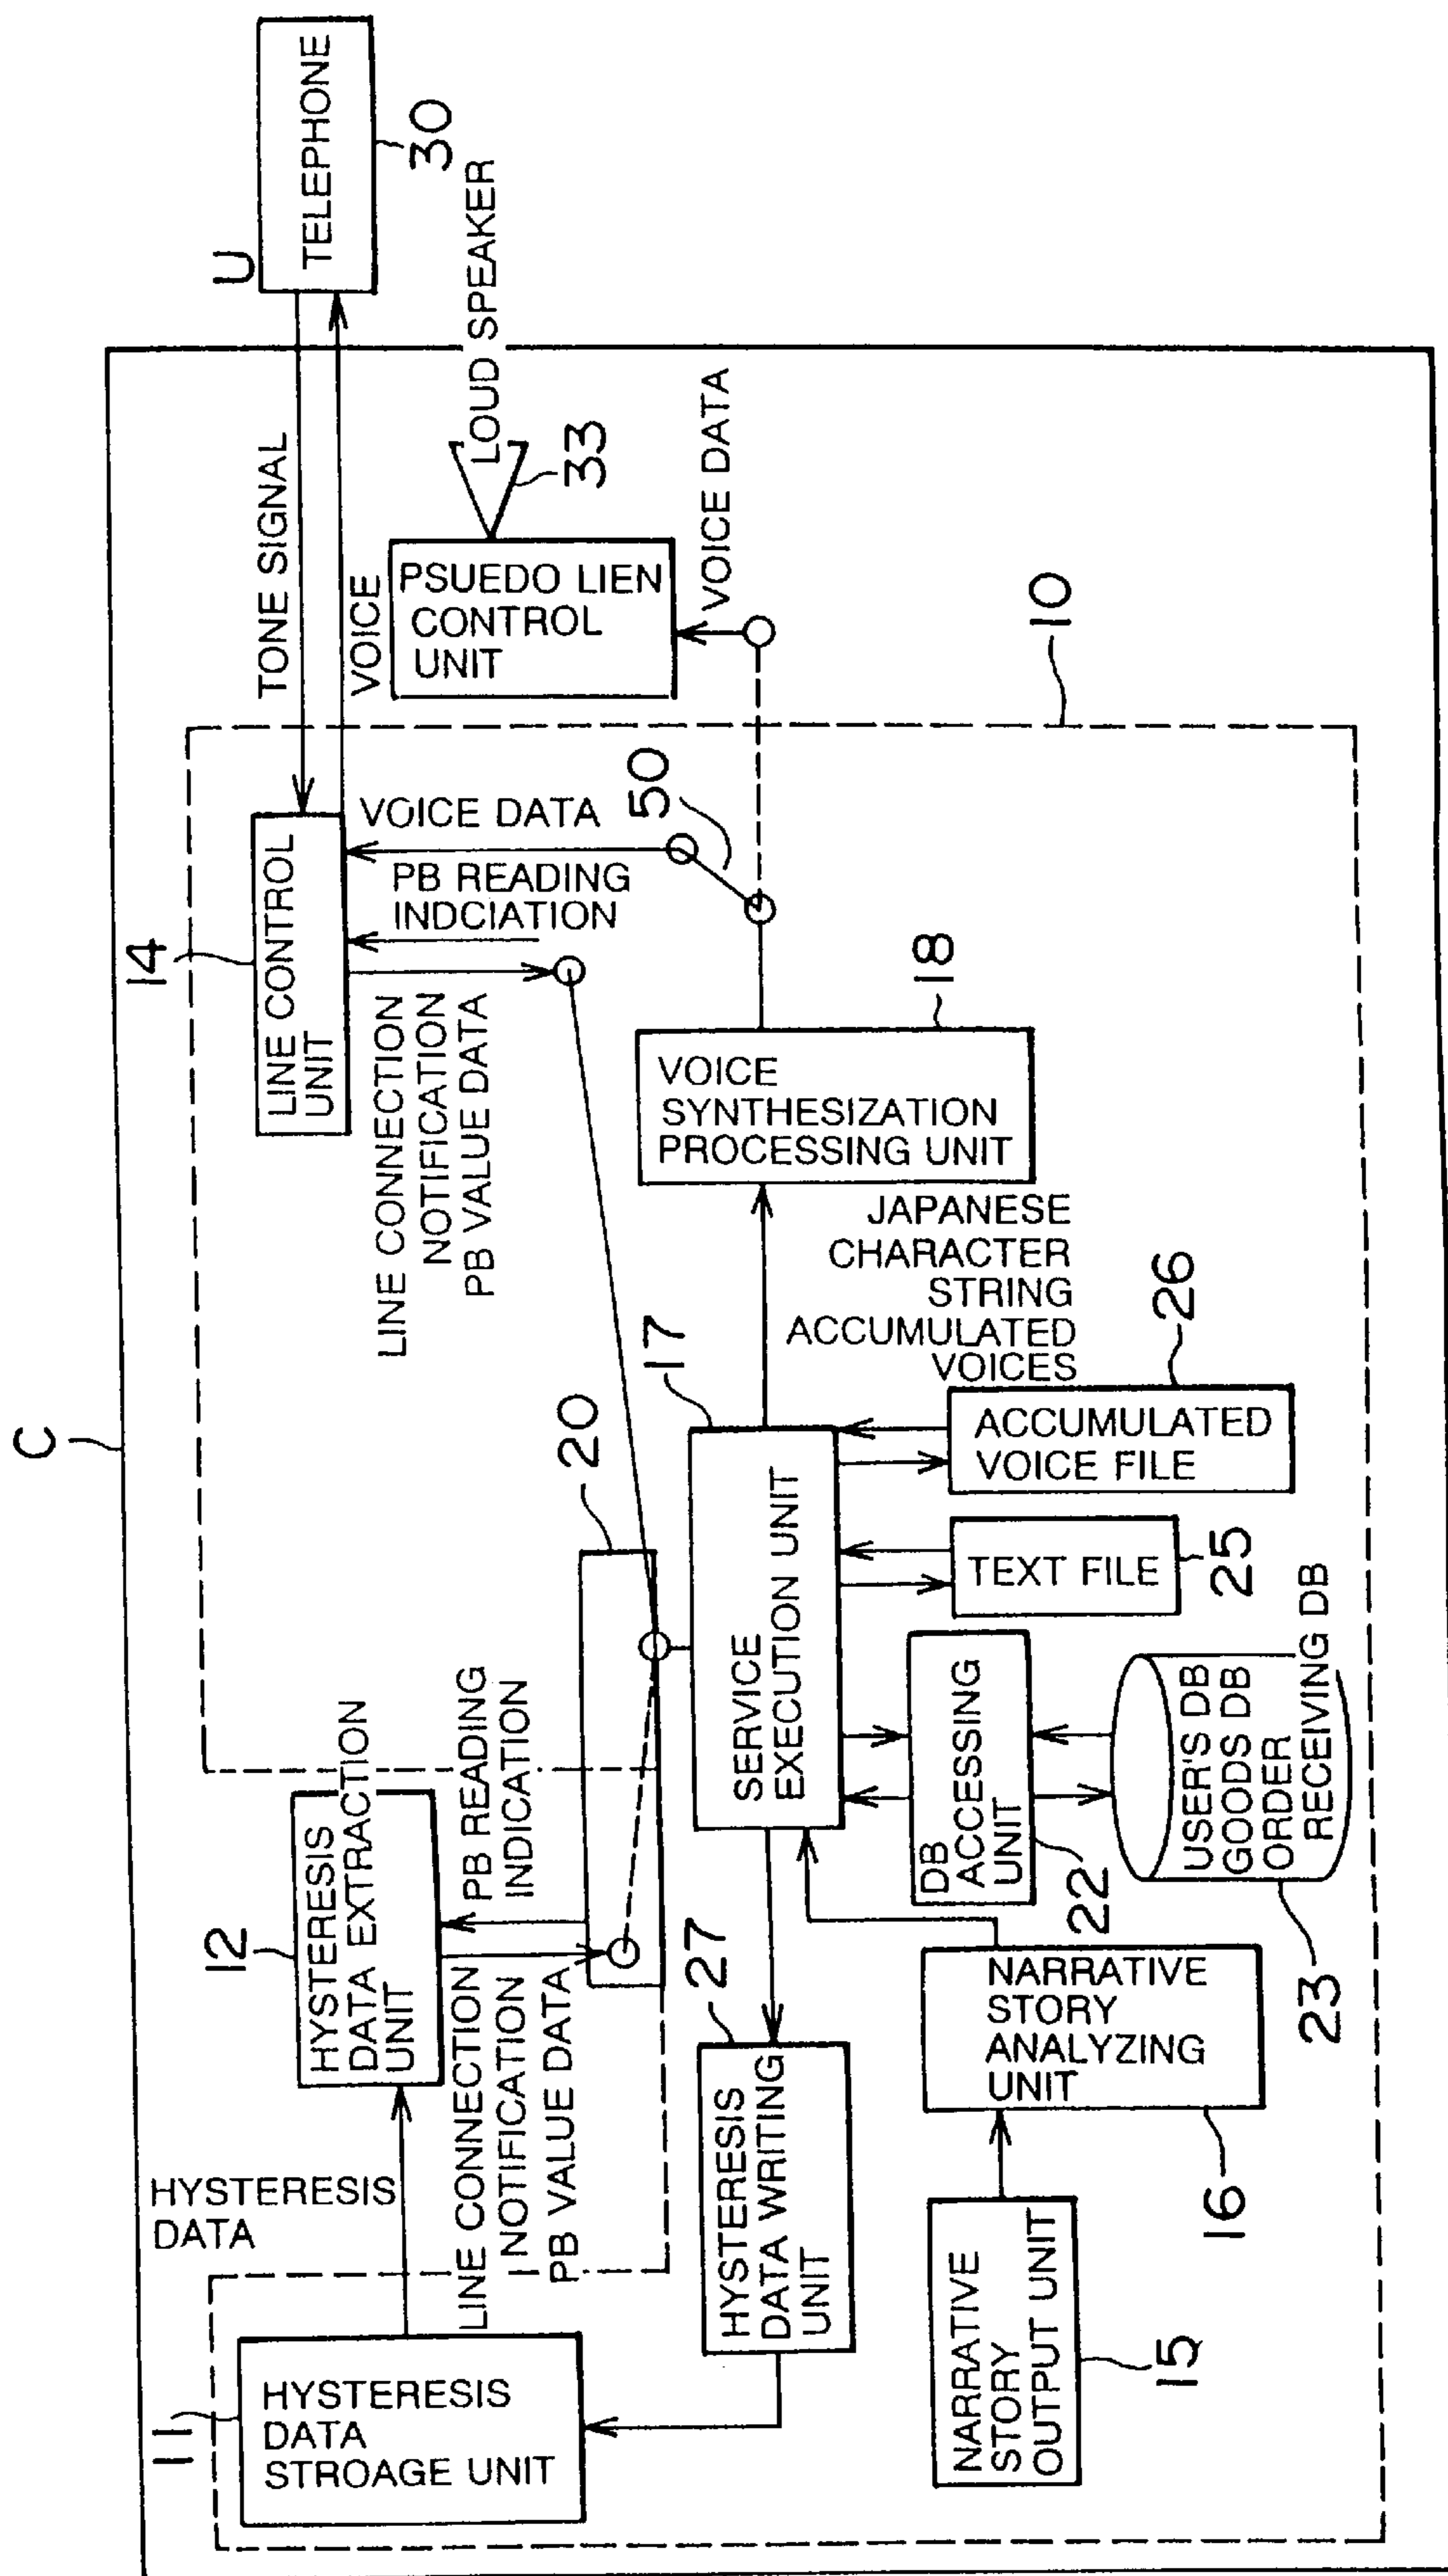 C
U
TELEPHONE
30
TONE SIGNAL
VOICE
LOUD SPEAKER
33
PSUEDO LIEN
CONTROL
UNIT
VOICE DATA
10
14
LINE CONTROL
UNIT
VOICE DATA
PB READING
INDCIATION
50
LINE CONNECTION
NOTIFICATION
PB VALUE DATA
18
VOICE
SYNTHESIZATION
PROCESSING UNIT
JAPANESE
CHARACTER
STRING
ACCUMULATED
VOICES
20
17
SERVICE
EXECUTION UNIT
26
ACCUMULATED
VOICE FILE
TEXT FILE
25
DB
ACCESSING
UNIT
22
USER'S DB
GOODS DB
ORDER
RECEIVING DB
23
12
HYSTERESIS
DATA EXTRACTION
UNIT
PB READING
INDICATION
LINE CONNECTION
NOTIFICATION
PB VALUE DATA
HYSTERESIS
DATA
27
HYSTERESIS
DATA WRITING
UNIT
NARRATIVE
STORY
ANALYZING
UNIT
16
11
HYSTERESIS
DATA
STROAGE UNIT
NARRATIVE
STORY
OUTPUT UNIT
15